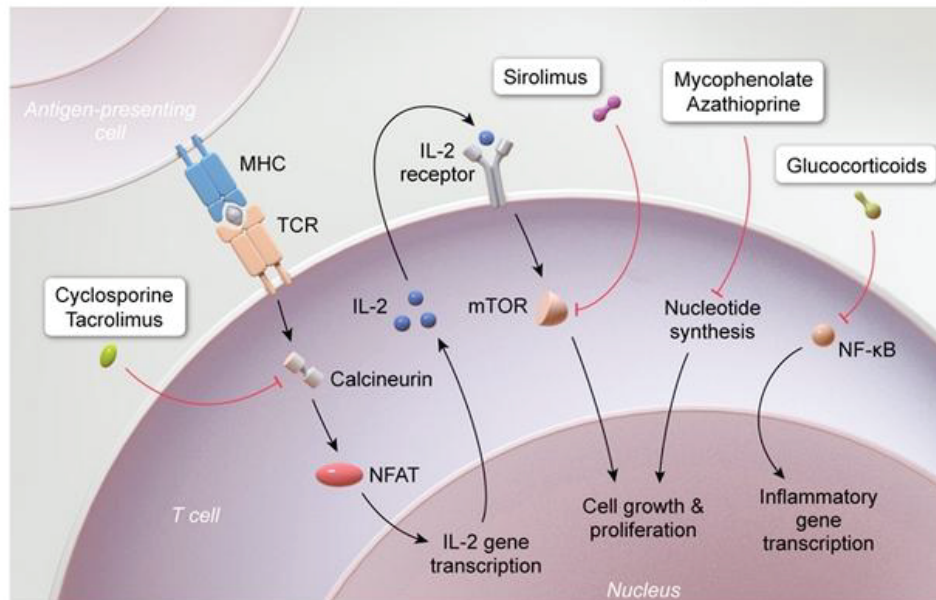 Antigen-presenting
cell
MHC
TCR
Cyclosporine
Tacrolimus
Calcineurin
NFAT
IL-2 gene
transcription
IL-2
IL-2
receptor
Sirolimus
mTOR
Mycophenolate
Azathioprine
Nucleotide
synthesis
Cell growth &
proliferation
Glucocorticoids
NF-κB
Inflammatory
gene
transcription
T cell
Nucleus